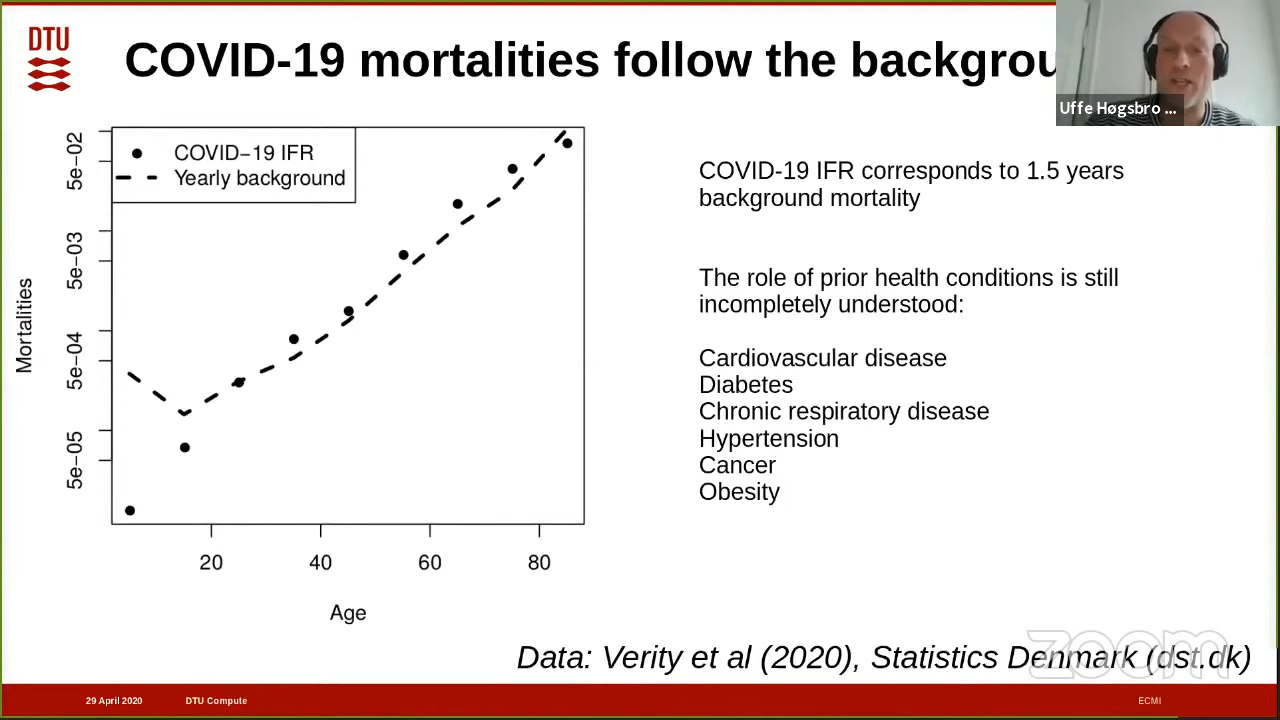 DTU
COVID-19 mortalities follow the backgrou
Uffe Høgsbro ...
COVID−19 IFR
Yearly background
5e−02
5e−03
5e−04
5e−05
Mortalities
20 40 60 80
Age
COVID-19 IFR corresponds to 1.5 years
background mortality
The role of prior health conditions is still
incompletely understood:
Cardiovascular disease
Diabetes
Chronic respiratory disease
Hypertension
Cancer
Obesity
Data: Verity et al (2020), Statistics Denmark (dst.dk)
zoom
29 April 2020 DTU Compute ECMI